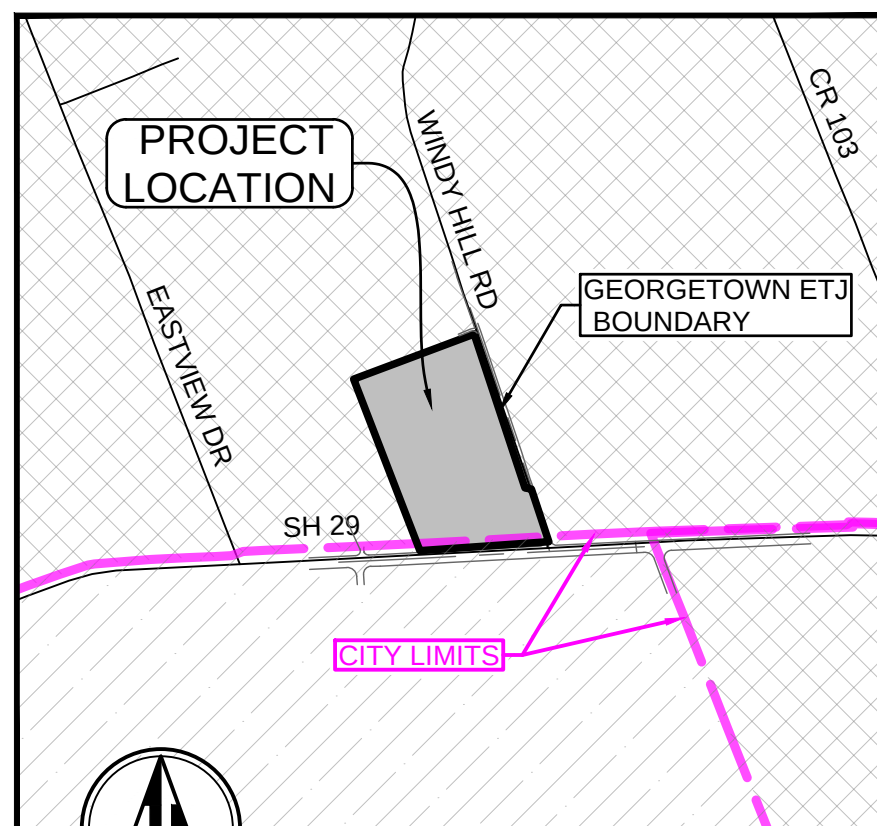 PROJECT
LOCATION
WINDY HILL RD
CR 103
GEORGETOWN ETJ
BOUNDARY
EASTVIEW DR
SH 29
CITY LIMITS